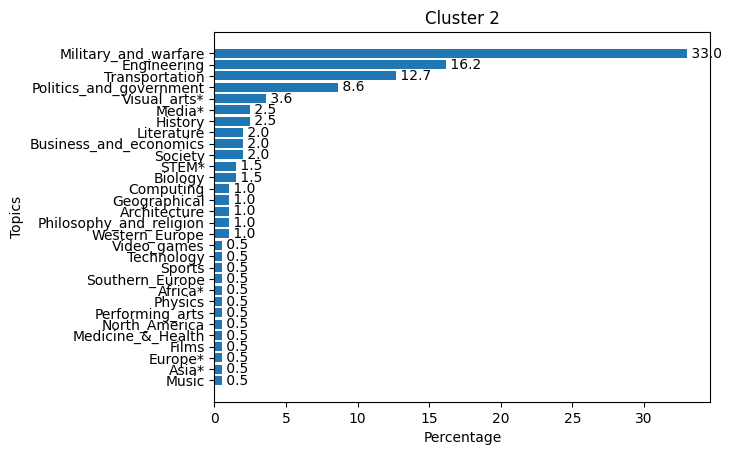 Cluster 2
Topics
Military_and_warfare 33.0
Engineering 16.2
Transportation 12.7
Politics_and_government 8.6
Visual_arts* 3.6
Media* 2.5
History 2.5
Literature 2.0
Business_and_economics 2.0
Society 2.0
STEM* 1.5
Biology 1.5
Computing 1.0
Geographical 1.0
Architecture 1.0
Philosophy_and_religion 1.0
Western_Europe 1.0
Video_games 0.5
Technology 0.5
Sports 0.5
Southern_Europe 0.5
Africa* 0.5
Physics 0.5
Performing_arts 0.5
North_America 0.5
Medicine_&_Health 0.5
Films 0.5
Europe* 0.5
Asia* 0.5
Music 0.5
0 5 10 15 20 25 30
Percentage